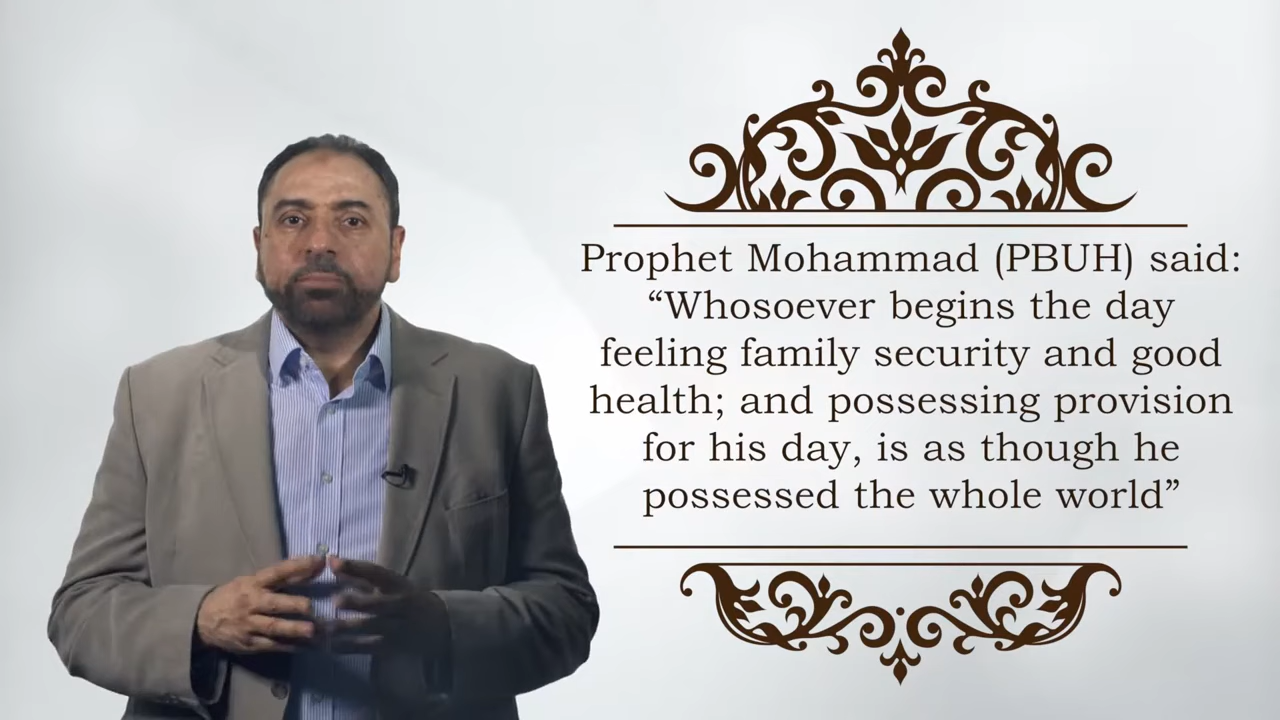 Prophet Mohammad (PBUH) said:
“Whosoever begins the day
feeling family security and good
health; and possessing provision
for his day, is as though he
possessed the whole world”